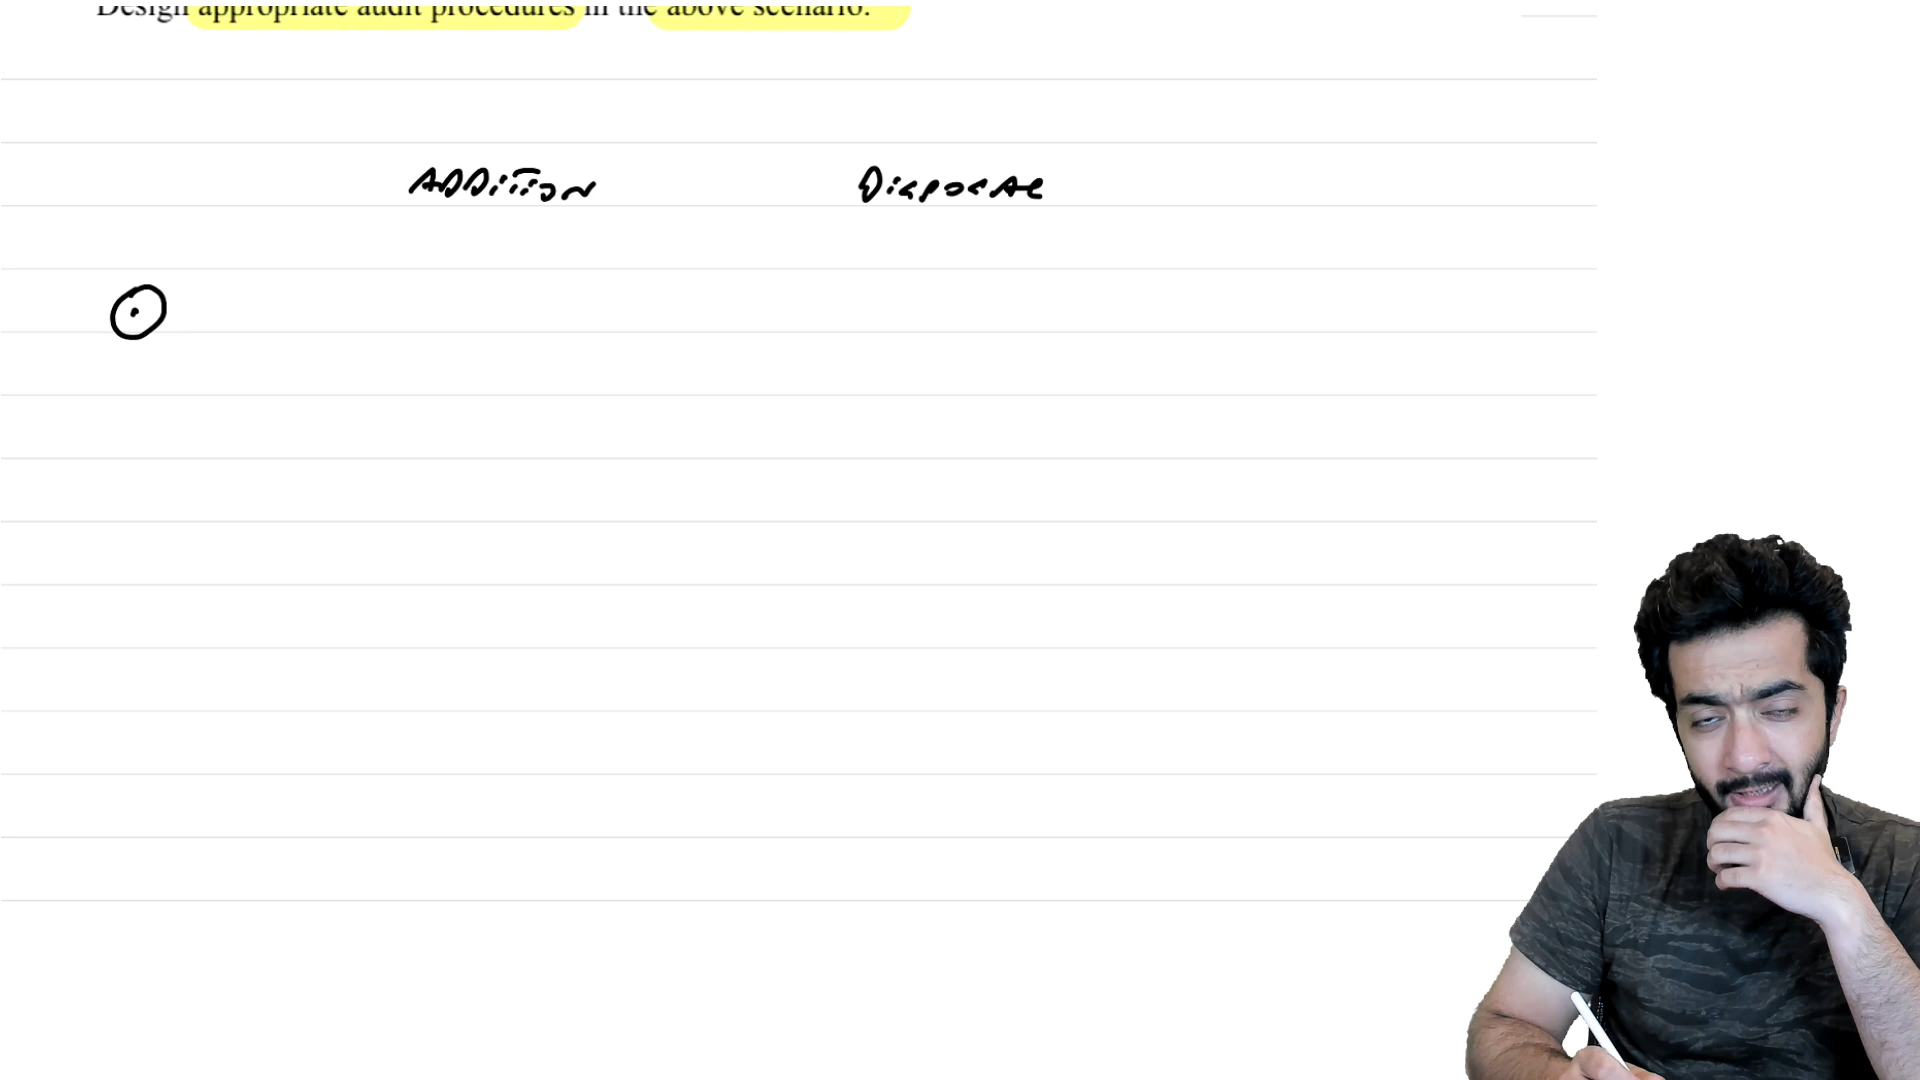 Design appropriate audit procedures in the above scenario.
ADDiTioN DisposAL